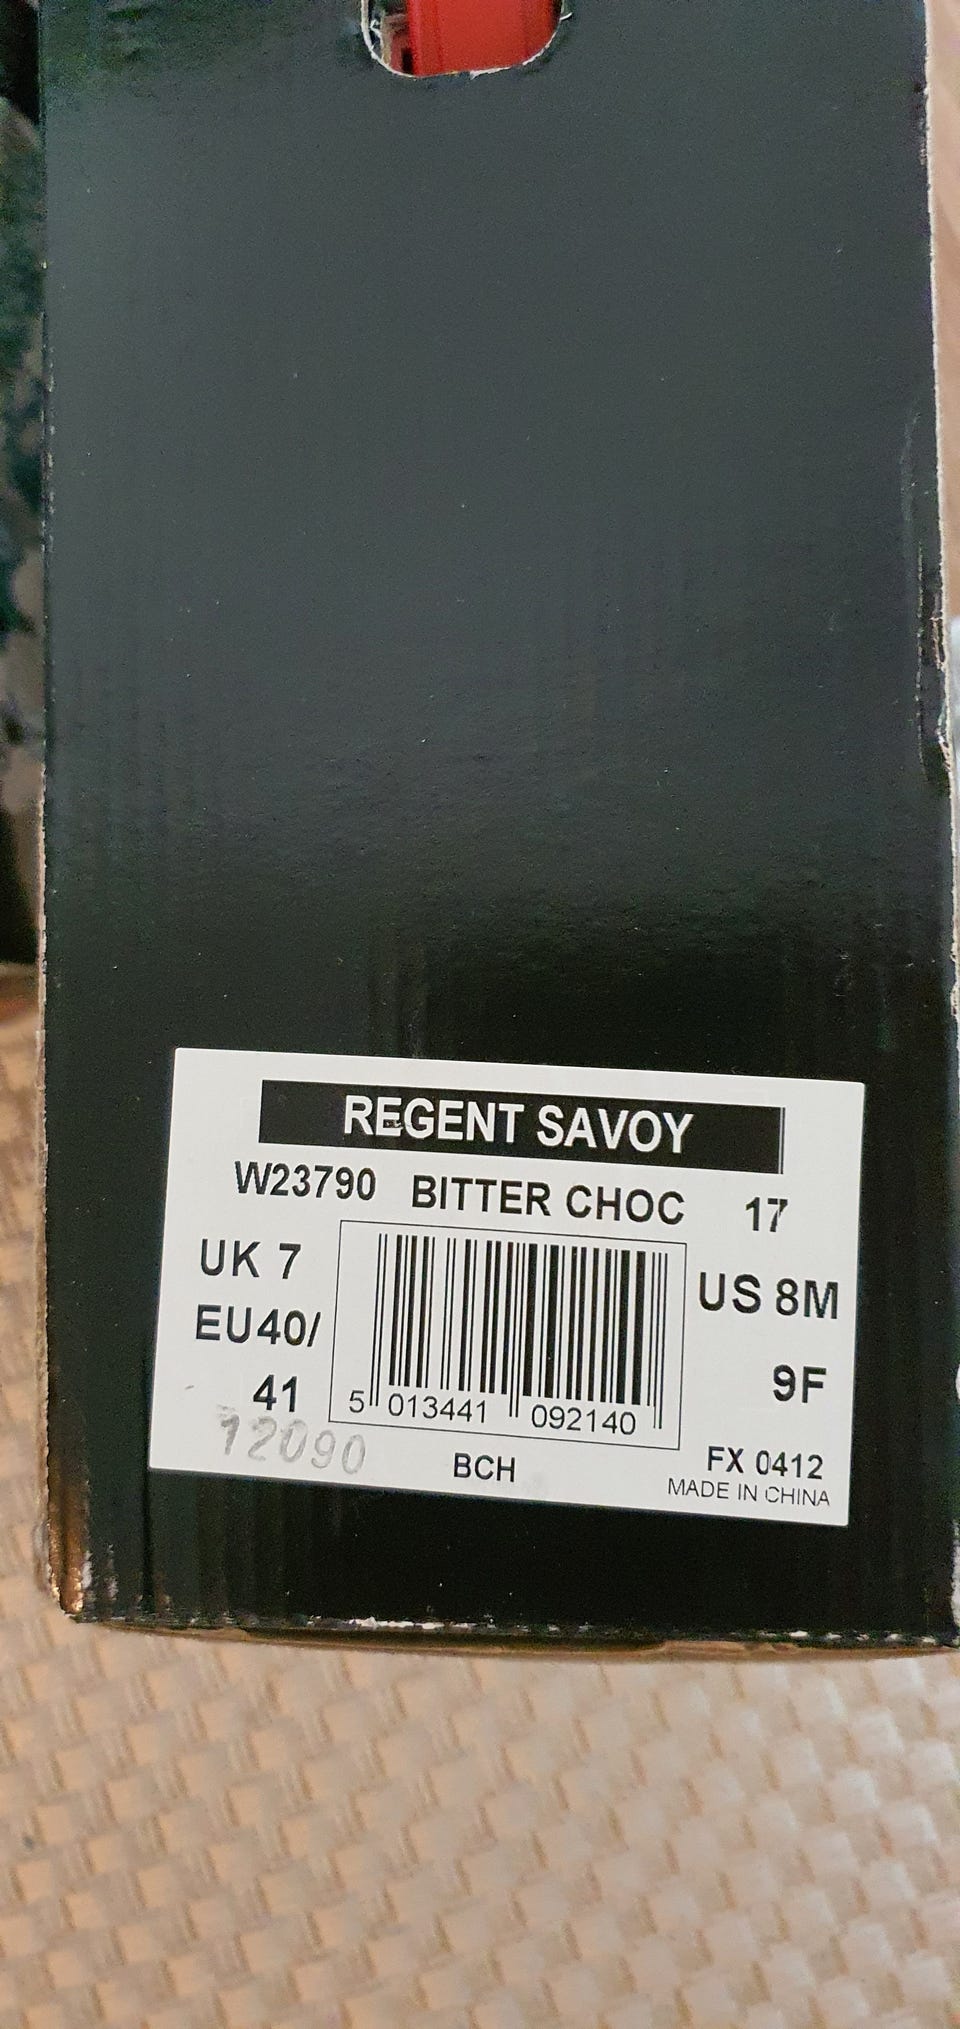 REGENT SAVOY
W23790 BITTER CHOC 17
UK 7
US 8M
EU40/
41
9F
5 013441 092140
12090
BCH
FX 0412
MADE IN CHINA